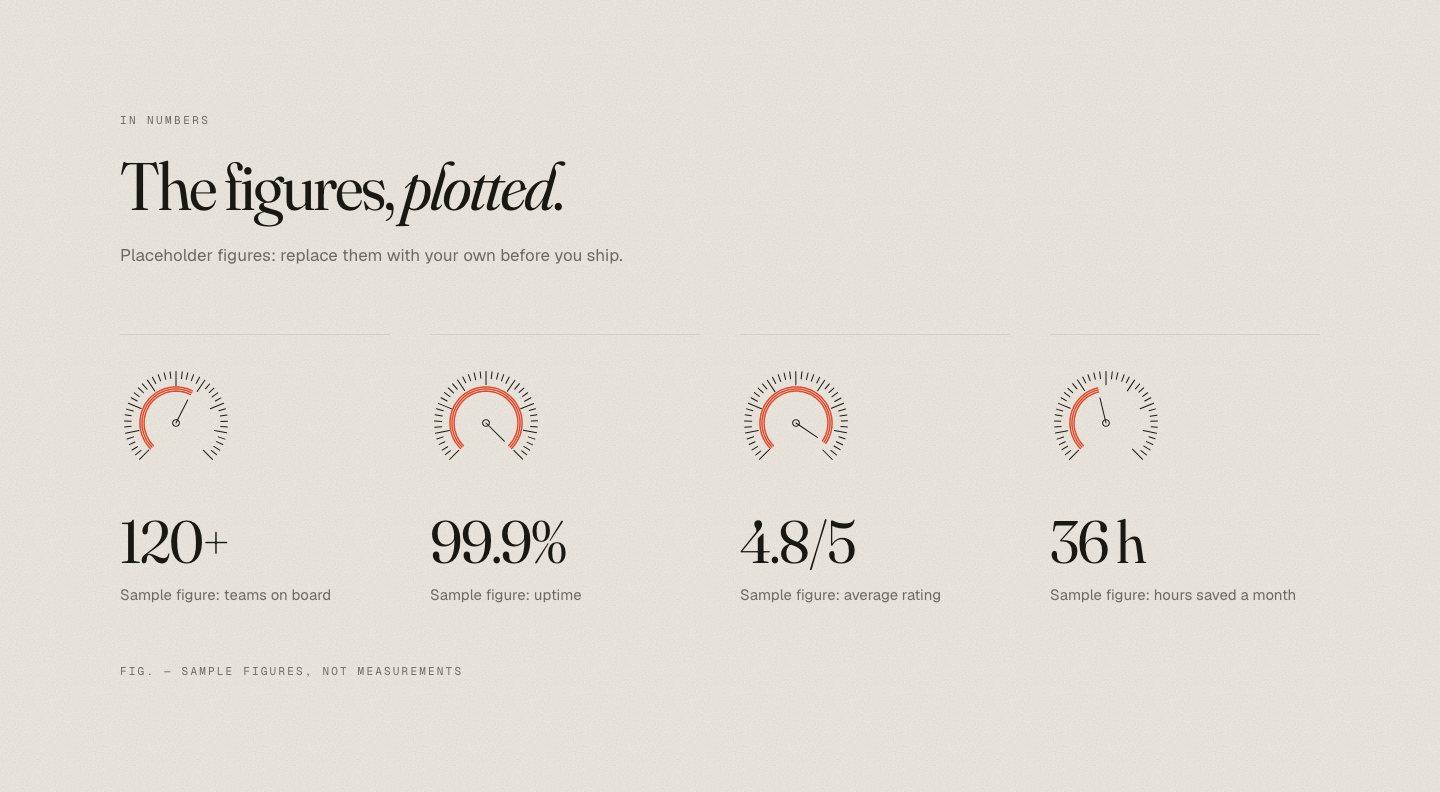 IN NUMBERS
The figures, plotted.
Placeholder figures: replace them with your own before you ship.
120+
Sample figure: teams on board
99.9%
Sample figure: uptime
4.8/5
Sample figure: average rating
36 h
Sample figure: hours saved a month
FIG. — SAMPLE FIGURES, NOT MEASUREMENTS